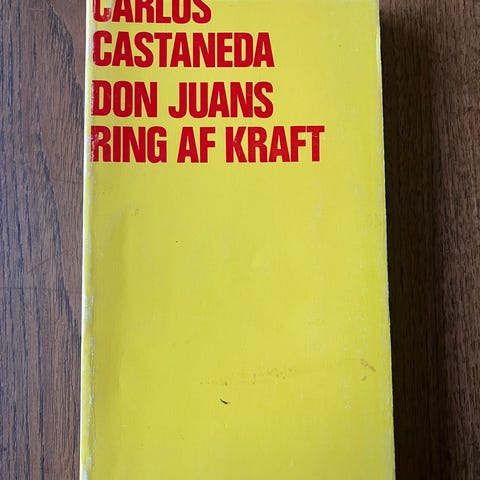 CARLOS
CASTANEDA
DON JUANS
RING AF KRAFT